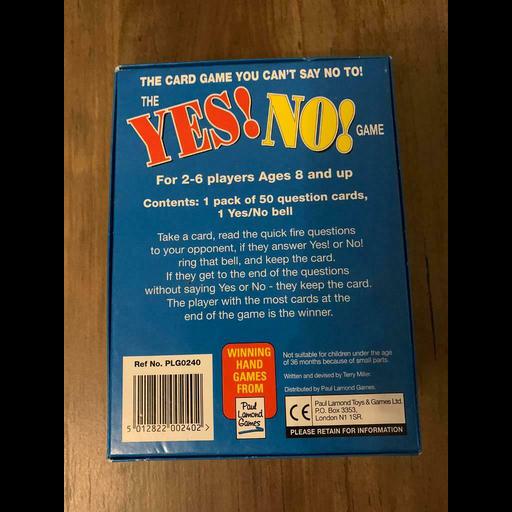 THE CARD GAME YOU CAN'T SAY NO TO!
THE
YES! NO!
GAME
For 2-6 players Ages 8 and up
Contents: 1 pack of 50 question cards,
1 Yes/No bell
Take a card, read the quick fire questions
to your opponent, if they answer Yes! or No!
ring that bell, and keep the card.
If they get to the end of the questions
without saying Yes or No - they keep the card.
The player with the most cards at the
end of the game is the winner.
Ref No. PLG0240
5 012822 002402 >
WINNING
HAND
GAMES
FROM
Paul
Lamond
Games
Not suitable for children under the age
of 36 months because of small parts.
Written and devised by Terry Miller.
Distributed by Paul Lamond Games.
CE
Paul Lamond Toys & Games Ltd.
P.O. Box 3353,
London N1 1SR.
PLEASE RETAIN FOR INFORMATION